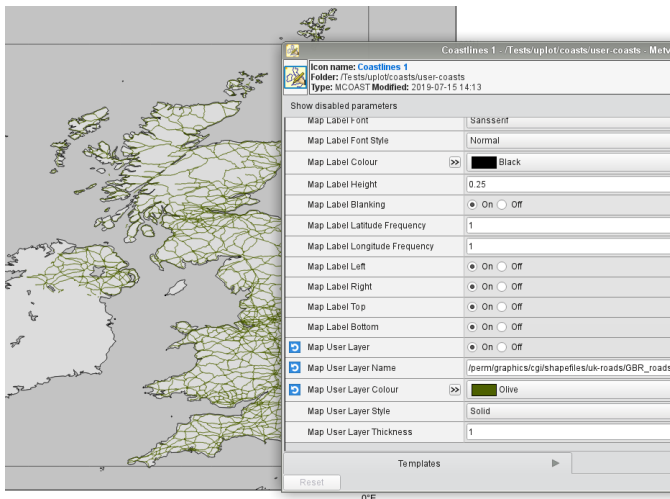 Coastlines 1 - /Tests/uplot/coasts/user-coasts - Metv
Icon name: Coastlines 1
Folder: /Tests/uplot/coasts/user-coasts
Type: MCOAST Modified: 2019-07-15 14:13
Show disabled parameters
Map Label Font Sansserif
Map Label Font Style Normal
Map Label Colour >> Black
Map Label Height 0.25
Map Label Blanking On Off
Map Label Latitude Frequency 1
Map Label Longitude Frequency 1
Map Label Left On Off
Map Label Right On Off
Map Label Top On Off
Map Label Bottom On Off
Map User Layer On Off
Map User Layer Name /perm/graphics/cgi/shapefiles/uk-roads/GBR_roads
Map User Layer Colour >> Olive
Map User Layer Style Solid
Map User Layer Thickness 1
Templates
Reset
0°E